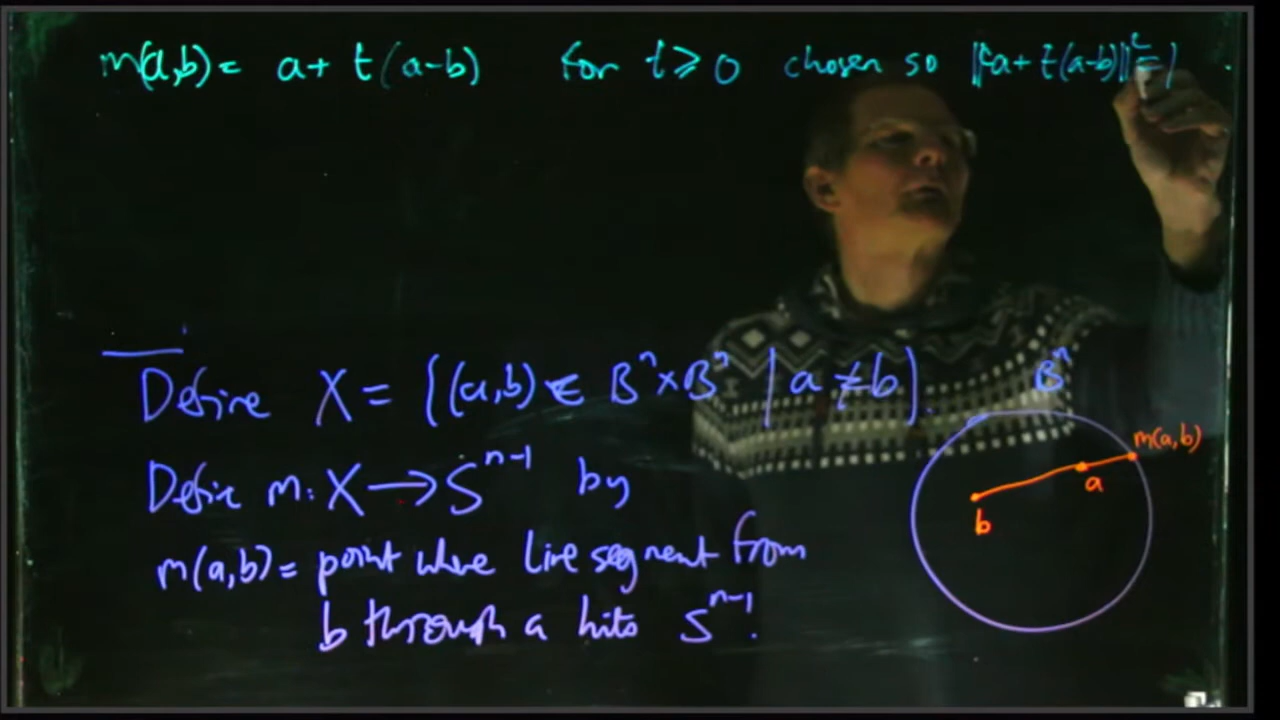 m(a,b) = a + t(a-b) for t ≥ 0 chosen so ‖a + t(a-b)‖² = 1
Define X = {(a,b) ∈ Bⁿ×Bⁿ | a ≠ b}.
Bⁿ
Define m: X → Sⁿ⁻¹ by
m(a,b) = point where line segment from
b through a hits Sⁿ⁻¹.
m(a,b)
a
b